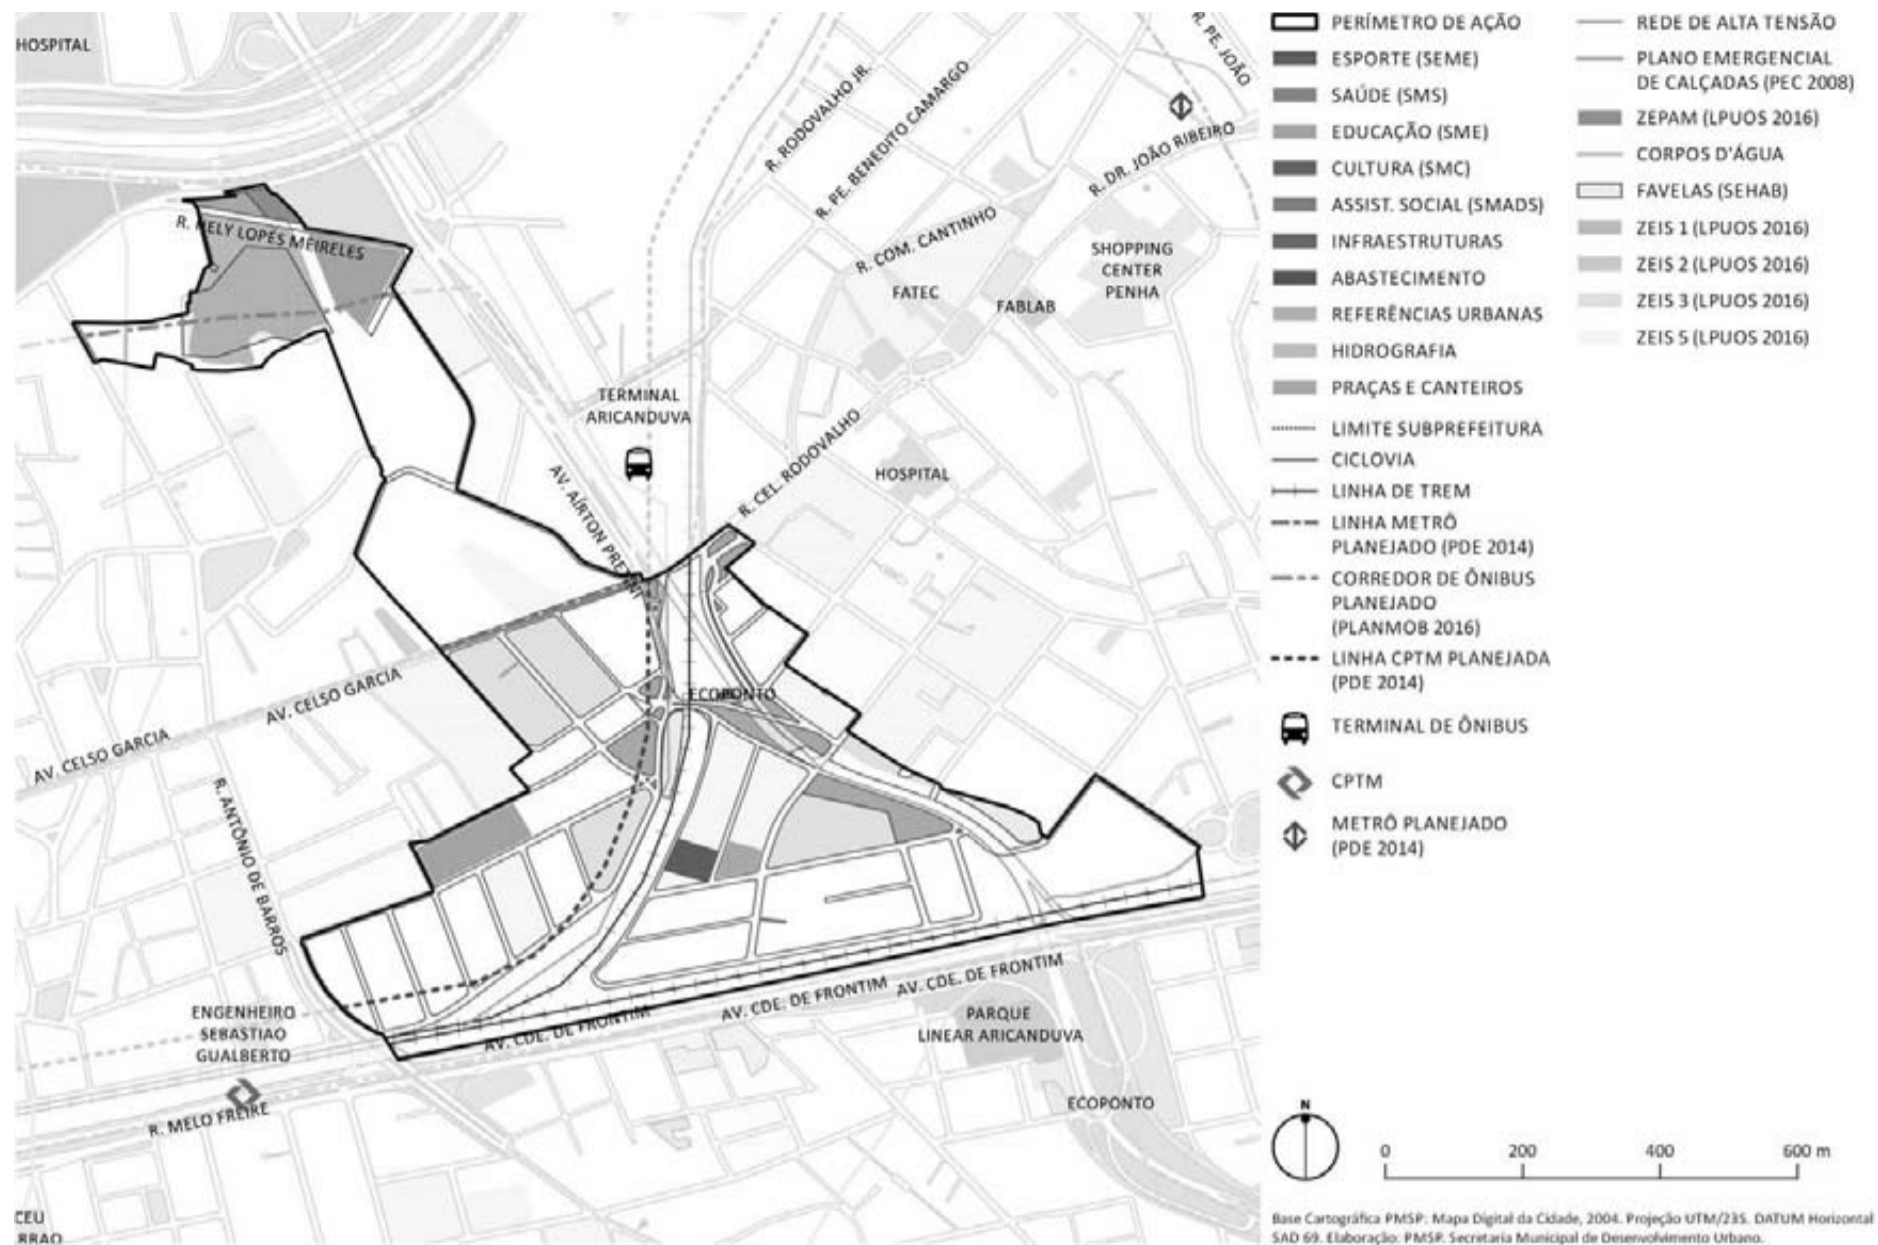 HOSPITAL
R. PE. JOÃO
R. RODOVALHO JR.
R. PE. BENEDITO CAMARGO
R. DR. JOÃO RIBEIRO
R. HELY LOPES MEIRELES
R. COM. CANTINHO
SHOPPING
CENTER
PENHA
FATEC
FABLAB
TERMINAL
ARICANDUVA
R. CEL. RODOVALHO
HOSPITAL
AV. AÍRTON PRETINI
ECOPONTO
AV. CELSO GARCIA
AV. CELSO GARCIA
R. ANTÔNIO DE BARROS
AV. CDE. DE FRONTIM
AV. CDE. DE FRONTIM
AV. CDE. DE FRONTIM
ENGENHEIRO
SEBASTIAO
GUALBERTO
PARQUE
LINEAR ARICANDUVA
R. MELO FREIRE
ECOPONTO
CEU
RRAO
PERÍMETRO DE AÇÃO
ESPORTE (SEME)
SAÚDE (SMS)
EDUCAÇÃO (SME)
CULTURA (SMC)
ASSIST. SOCIAL (SMADS)
INFRAESTRUTURAS
ABASTECIMENTO
REFERÊNCIAS URBANAS
HIDROGRAFIA
PRAÇAS E CANTEIROS
LIMITE SUBPREFEITURA
CICLOVIA
LINHA DE TREM
LINHA METRÔ
PLANEJADO (PDE 2014)
CORREDOR DE ÔNIBUS
PLANEJADO
(PLANMOB 2016)
LINHA CPTM PLANEJADA
(PDE 2014)
TERMINAL DE ÔNIBUS
CPTM
METRÔ PLANEJADO
(PDE 2014)
REDE DE ALTA TENSÃO
PLANO EMERGENCIAL
DE CALÇADAS (PEC 2008)
ZEPAM (LPUOS 2016)
CORPOS D'ÁGUA
FAVELAS (SEHAB)
ZEIS 1 (LPUOS 2016)
ZEIS 2 (LPUOS 2016)
ZEIS 3 (LPUOS 2016)
ZEIS 5 (LPUOS 2016)
N
0 200 400 600 m
Base Cartográfica PMSP: Mapa Digital da Cidade, 2004. Projeção UTM/23S. DATUM Horizontal
SAD 69. Elaboração: PMSP. Secretaria Municipal de Desenvolvimento Urbano.